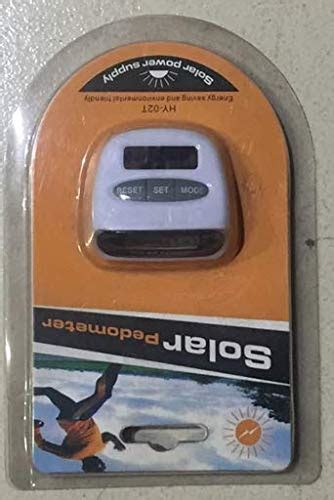 Solar
Pedometer
RESET SET MODE
HY-02T
Energy saving and environmental friendly
Solar power supply